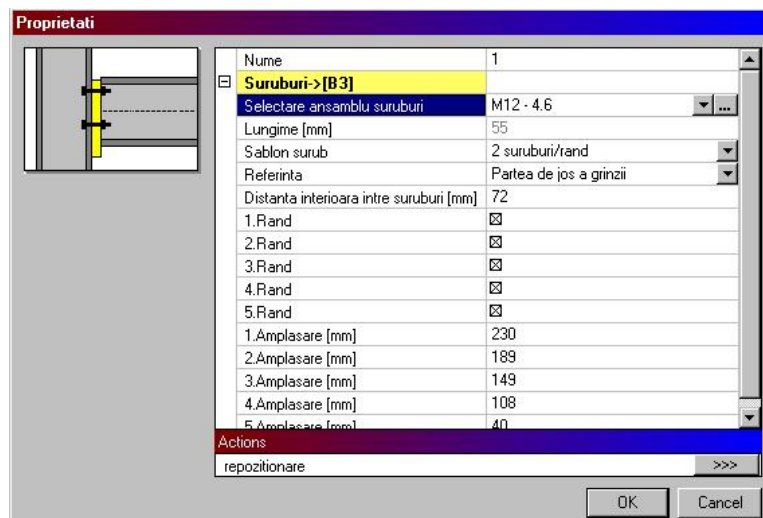 Proprietati
Nume 1
Suruburi->[B3]
Selectare ansamblu suruburi M12 - 4.6 ...
Lungime [mm] 55
Sablon surub 2 suruburi/rand
Referinta Partea de jos a grinzii
Distanta interioara intre suruburi [mm] 72
1.Rand
2.Rand
3.Rand
4.Rand
5.Rand
1.Amplasare [mm] 230
2.Amplasare [mm] 189
3.Amplasare [mm] 149
4.Amplasare [mm] 108
5.Amplasare [mm] 40
Actions
repozitionare >>>
OK Cancel